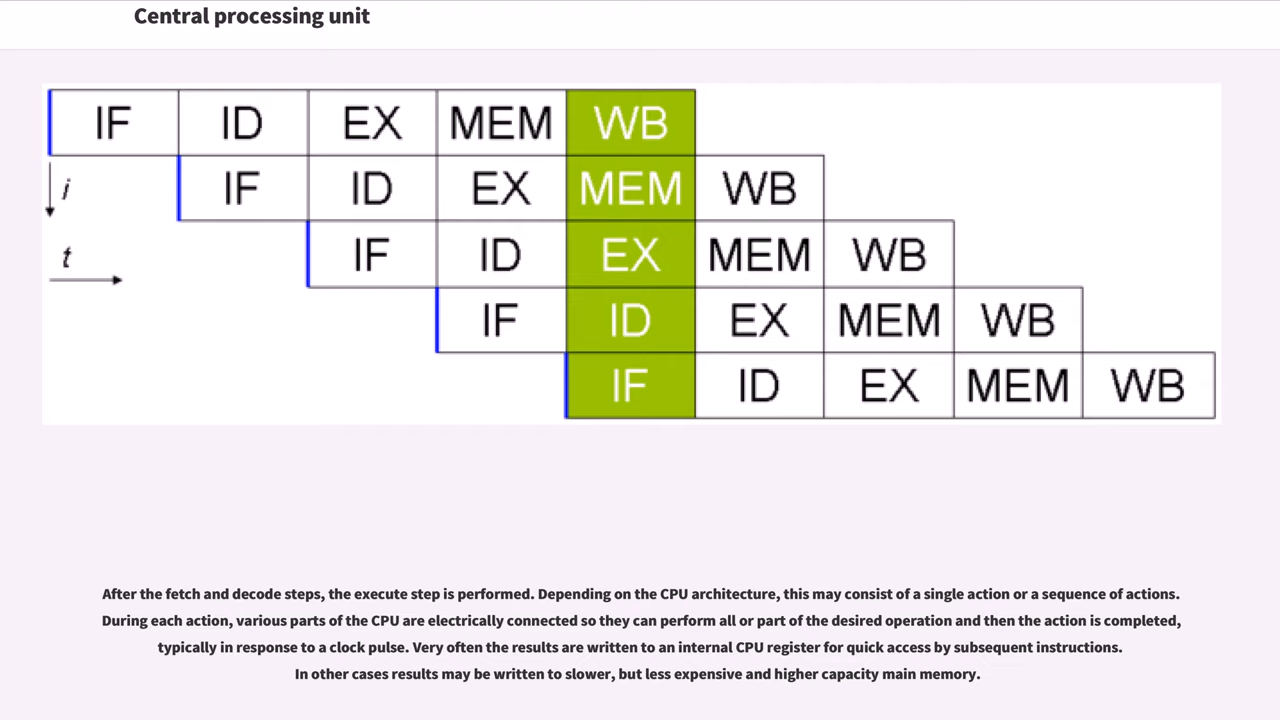 Central processing unit
IF ID EX MEM WB
i IF ID EX MEM WB
t IF ID EX MEM WB
IF ID EX MEM WB
IF ID EX MEM WB
After the fetch and decode steps, the execute step is performed. Depending on the CPU architecture, this may consist of a single action or a sequence of actions.
During each action, various parts of the CPU are electrically connected so they can perform all or part of the desired operation and then the action is completed,
typically in response to a clock pulse. Very often the results are written to an internal CPU register for quick access by subsequent instructions.
In other cases results may be written to slower, but less expensive and higher capacity main memory.